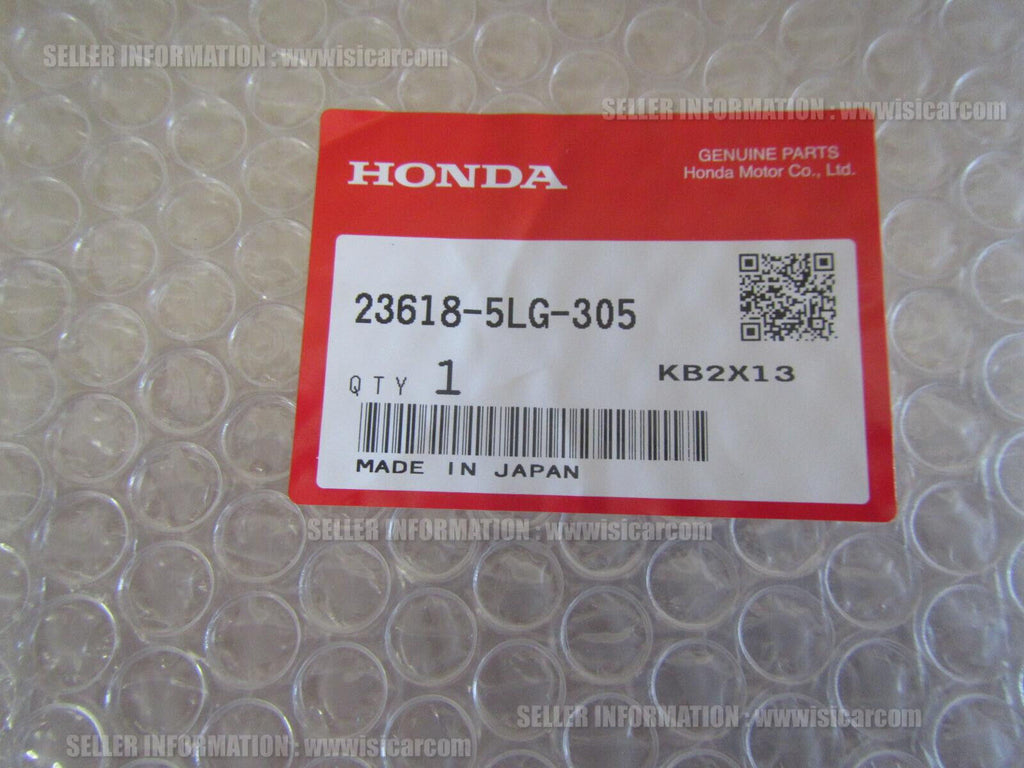 SELLER INFORMATION : wwwisicarcom
SELLER INFORMATION : wwwisicarcom
HONDA
GENUINE PARTS
Honda Motor Co., Ltd.
23618-5LG-305
QTY 1
KB2X13
MADE IN JAPAN
SELLER INFORMATION : wwwisicarcom
SELLER INFORMATION : wwwisicarcom
SELLER INFORMATION : wwwisicarcom